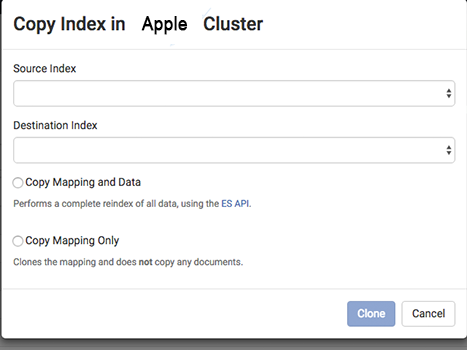 Copy Index in Apple Cluster
Source Index
Destination Index
Copy Mapping and Data
Performs a complete reindex of all data, using the ES API.
Copy Mapping Only
Clones the mapping and does not copy any documents.
Clone Cancel